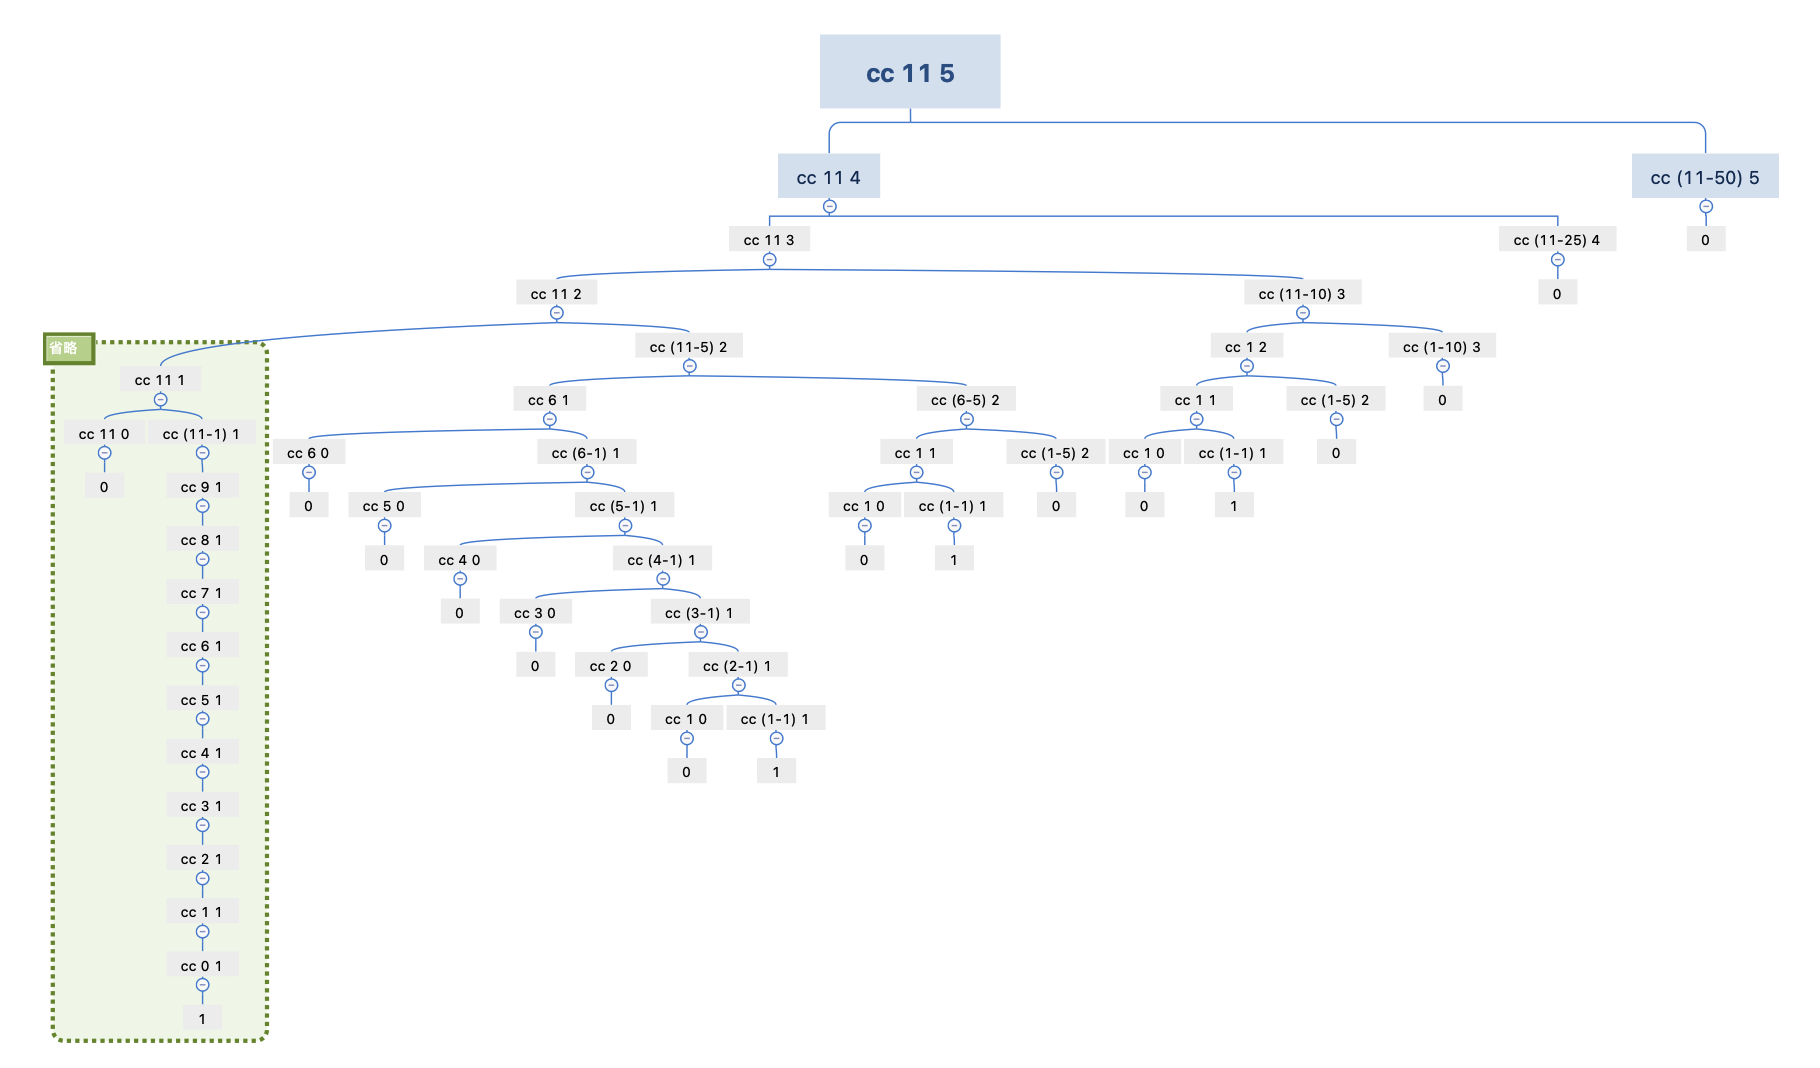 cc 11 5
cc 11 4
cc (11-50) 5
cc 11 3
cc (11-25) 4
0
cc 11 2
cc (11-10) 3
0
省略
cc (11-5) 2
cc 1 2
cc (1-10) 3
cc 11 1
cc 6 1
cc (6-5) 2
cc 1 1
cc (1-5) 2
0
cc 11 0
cc (11-1) 1
cc 6 0
cc (6-1) 1
cc 1 1
cc (1-5) 2
cc 1 0
cc (1-1) 1
0
0
cc 9 1
0
cc 5 0
cc (5-1) 1
cc 1 0
cc (1-1) 1
0
0
1
cc 8 1
0
cc 4 0
cc (4-1) 1
0
1
cc 7 1
0
cc 3 0
cc (3-1) 1
cc 6 1
0
cc 2 0
cc (2-1) 1
cc 5 1
0
cc 1 0
cc (1-1) 1
cc 4 1
0
1
cc 3 1
cc 2 1
cc 1 1
cc 0 1
1